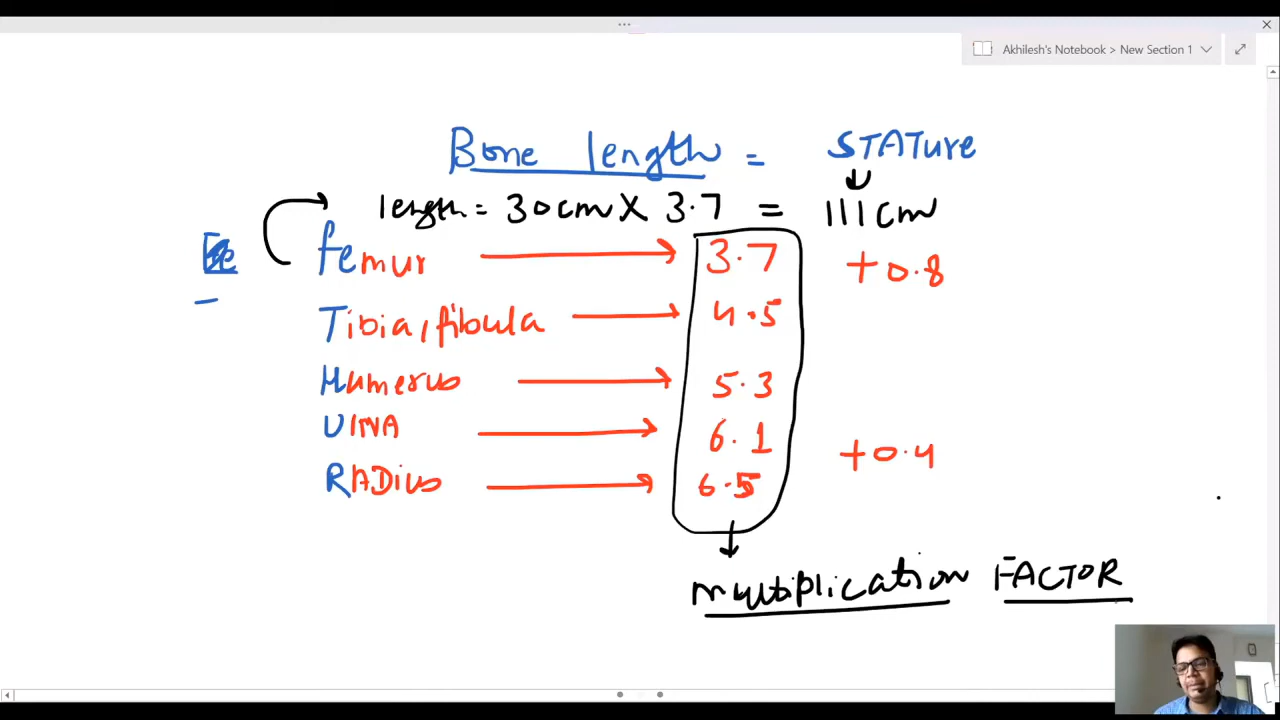 Akhilesh's Notebook > New Section 1
Bone length = STATure
length = 30cm X 3.7 = 111cm
femur 3.7 +0.8
Tibia, fibula 4.5
Humerus 5.3
UlNA 6.1
+0.4
RADius 6.5
multiplication FACTOR